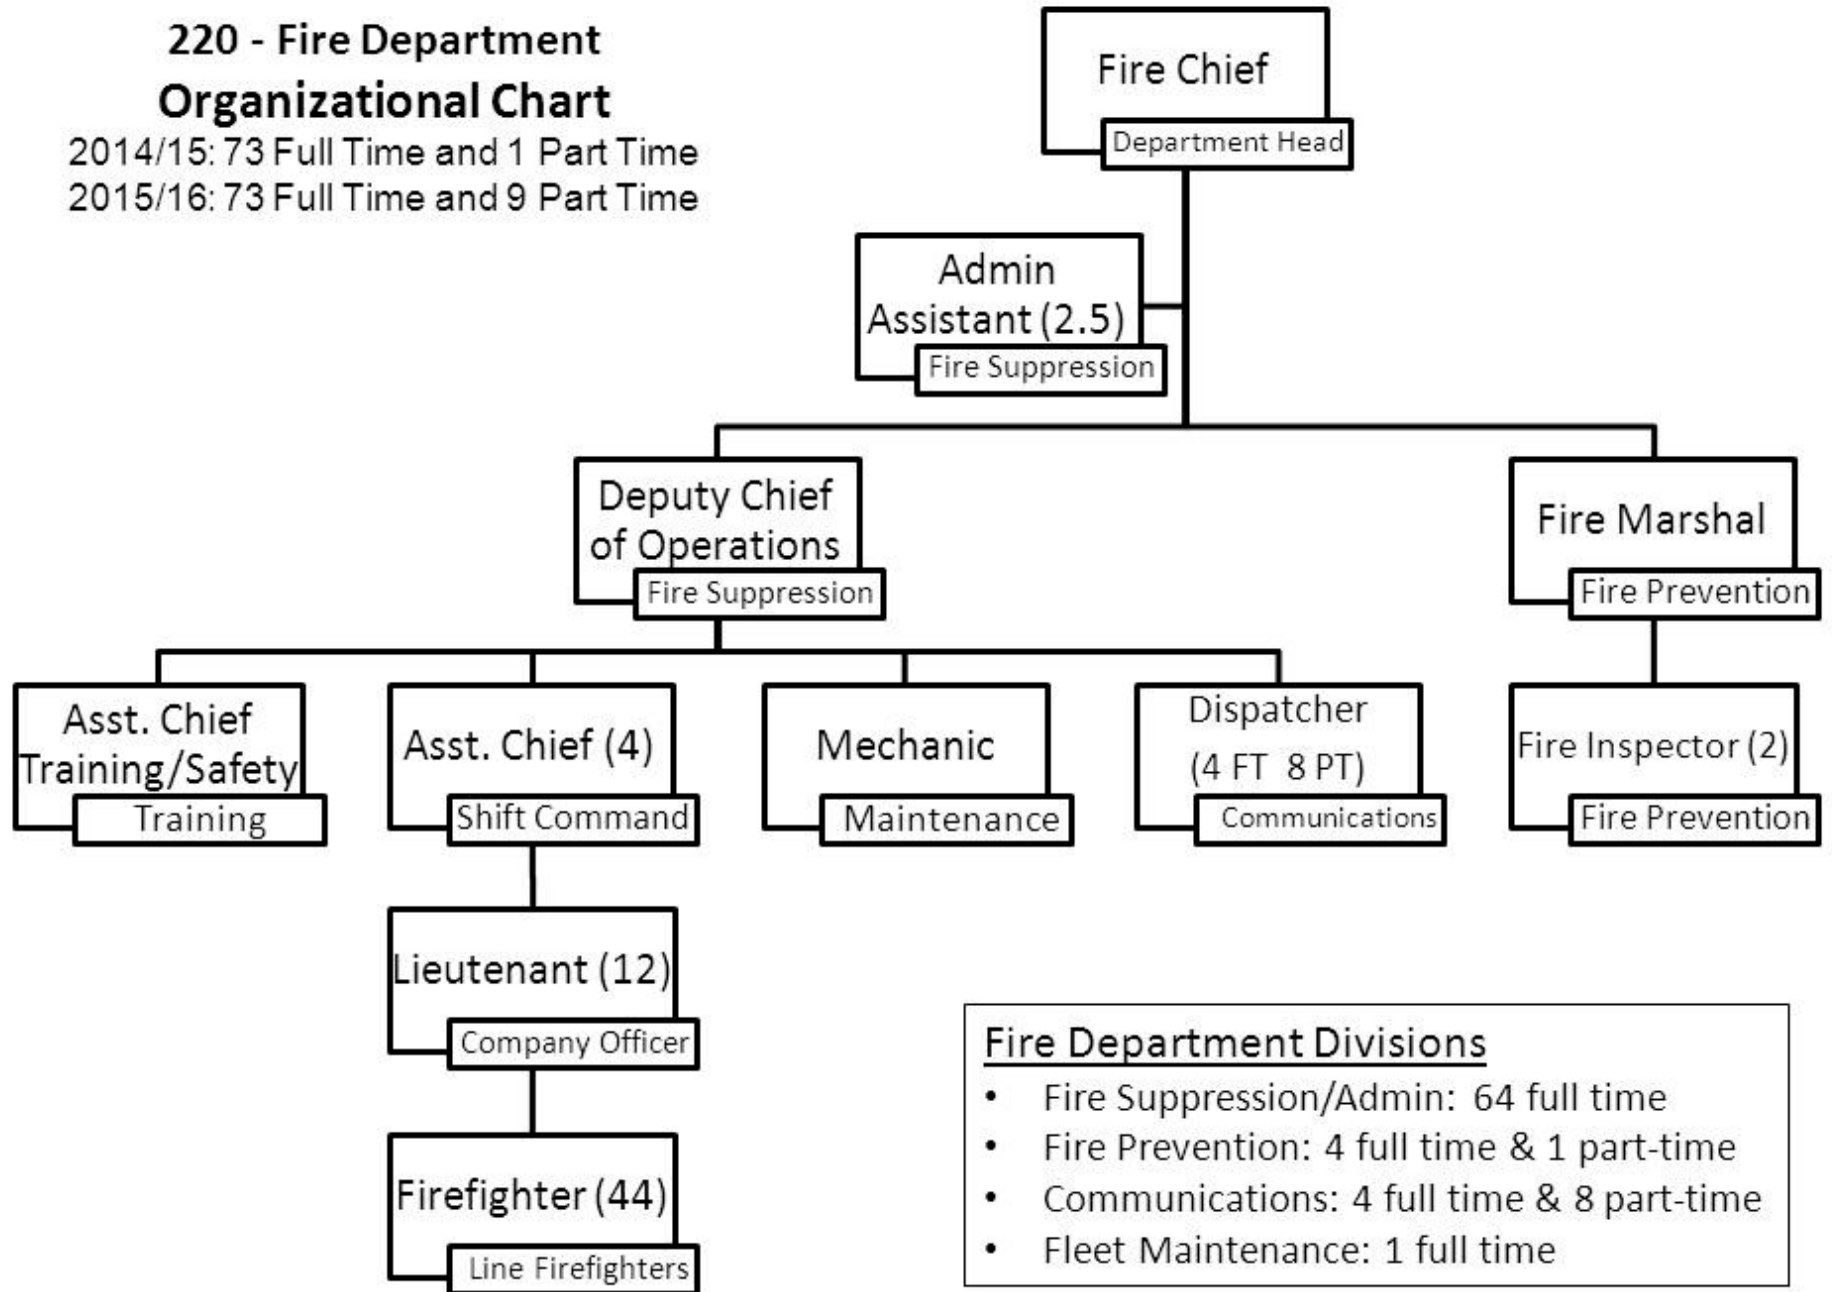 220 - Fire Department
Organizational Chart
2014/15: 73 Full Time and 1 Part Time
2015/16: 73 Full Time and 9 Part Time
Fire Chief
Department Head
Admin
Assistant (2.5)
Fire Suppression
Deputy Chief
of Operations
Fire Suppression
Fire Marshal
Fire Prevention
Asst. Chief
Training/Safety
Training
Asst. Chief (4)
Shift Command
Mechanic
Maintenance
Dispatcher
(4 FT 8 PT)
Communications
Fire Inspector (2)
Fire Prevention
Lieutenant (12)
Company Officer
Firefighter (44)
Line Firefighters
Fire Department Divisions
• Fire Suppression/Admin: 64 full time
• Fire Prevention: 4 full time & 1 part-time
• Communications: 4 full time & 8 part-time
• Fleet Maintenance: 1 full time